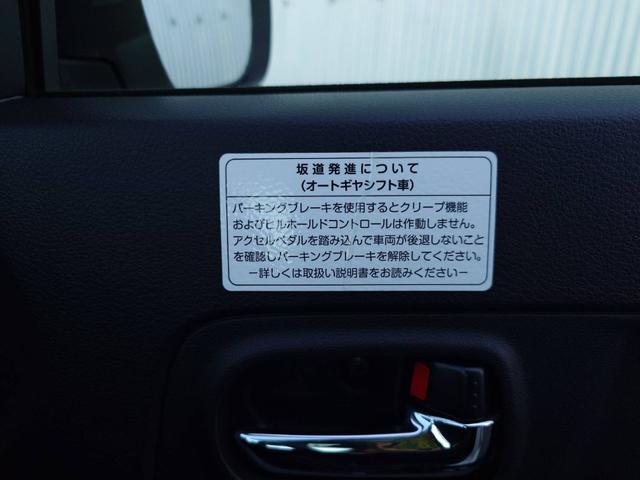 坂道発進について
(オートギヤシフト車)
パーキングブレーキを使用するとクリープ機能
およびヒルホールドコントロールは作動しません。
アクセルペダルを踏み込んで車両が後退しないこと
を確認しパーキングブレーキを解除してください。
－詳しくは取扱い説明書をお読みください－